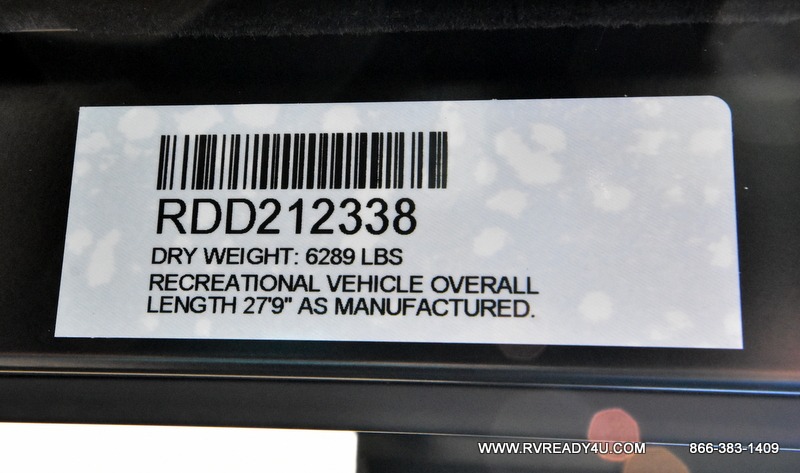 RDD212338
DRY WEIGHT: 6289 LBS
RECREATIONAL VEHICLE OVERALL
LENGTH 27'9" AS MANUFACTURED.
WWW.RVREADY4U.COM 866-383-1409